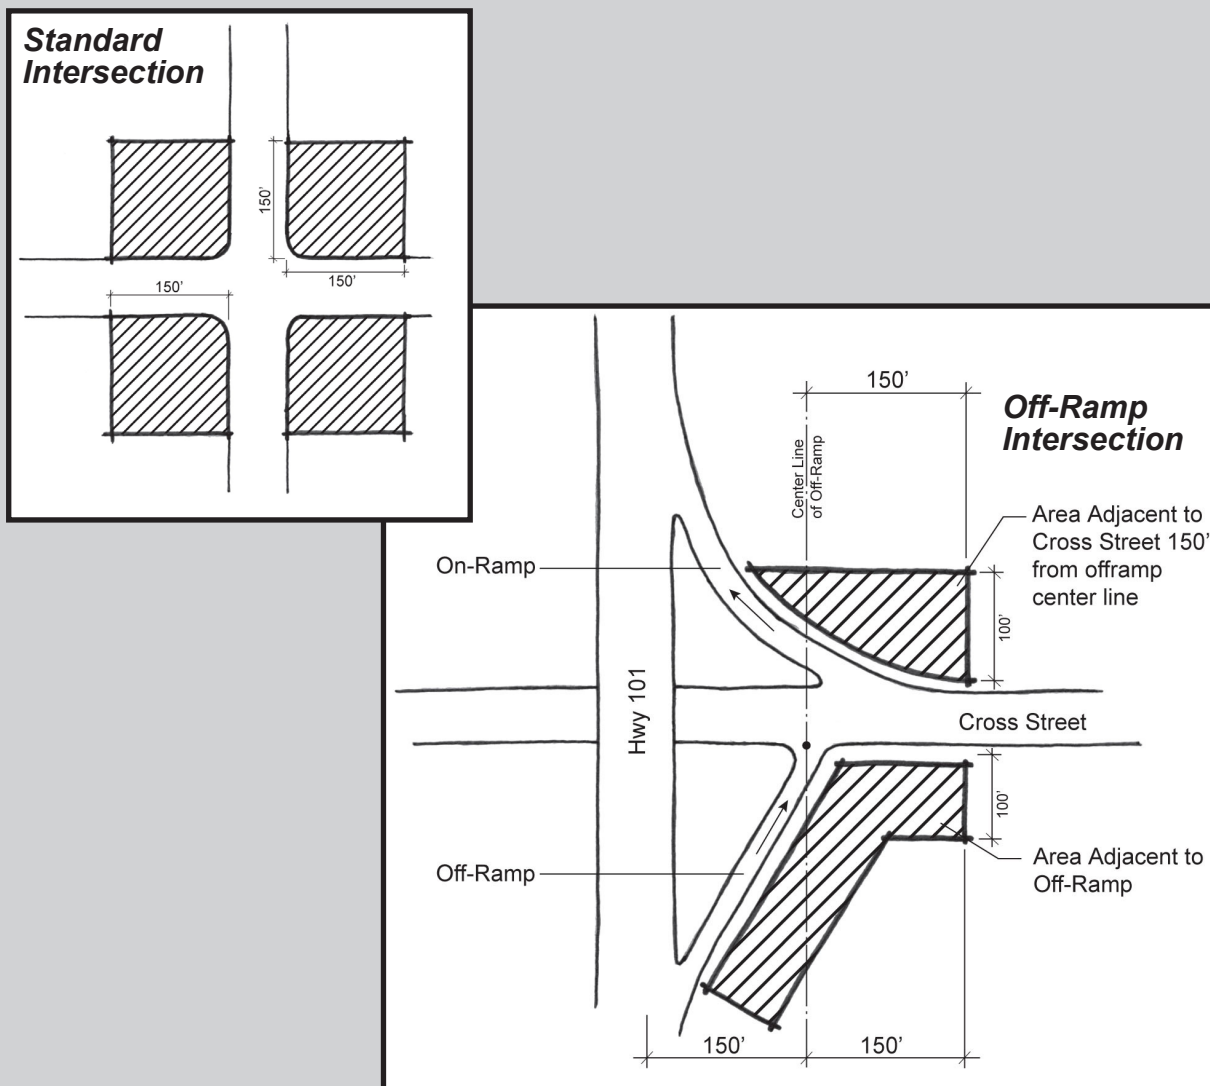 Standard
Intersection
150'
150'
150'
150'
Off-Ramp
Intersection
Center Line
of Off-Ramp
Area Adjacent to
Cross Street 150'
from offramp
center line
On-Ramp
100'
Hwy 101
Cross Street
100'
Off-Ramp
Area Adjacent to
Off-Ramp
150'
150'